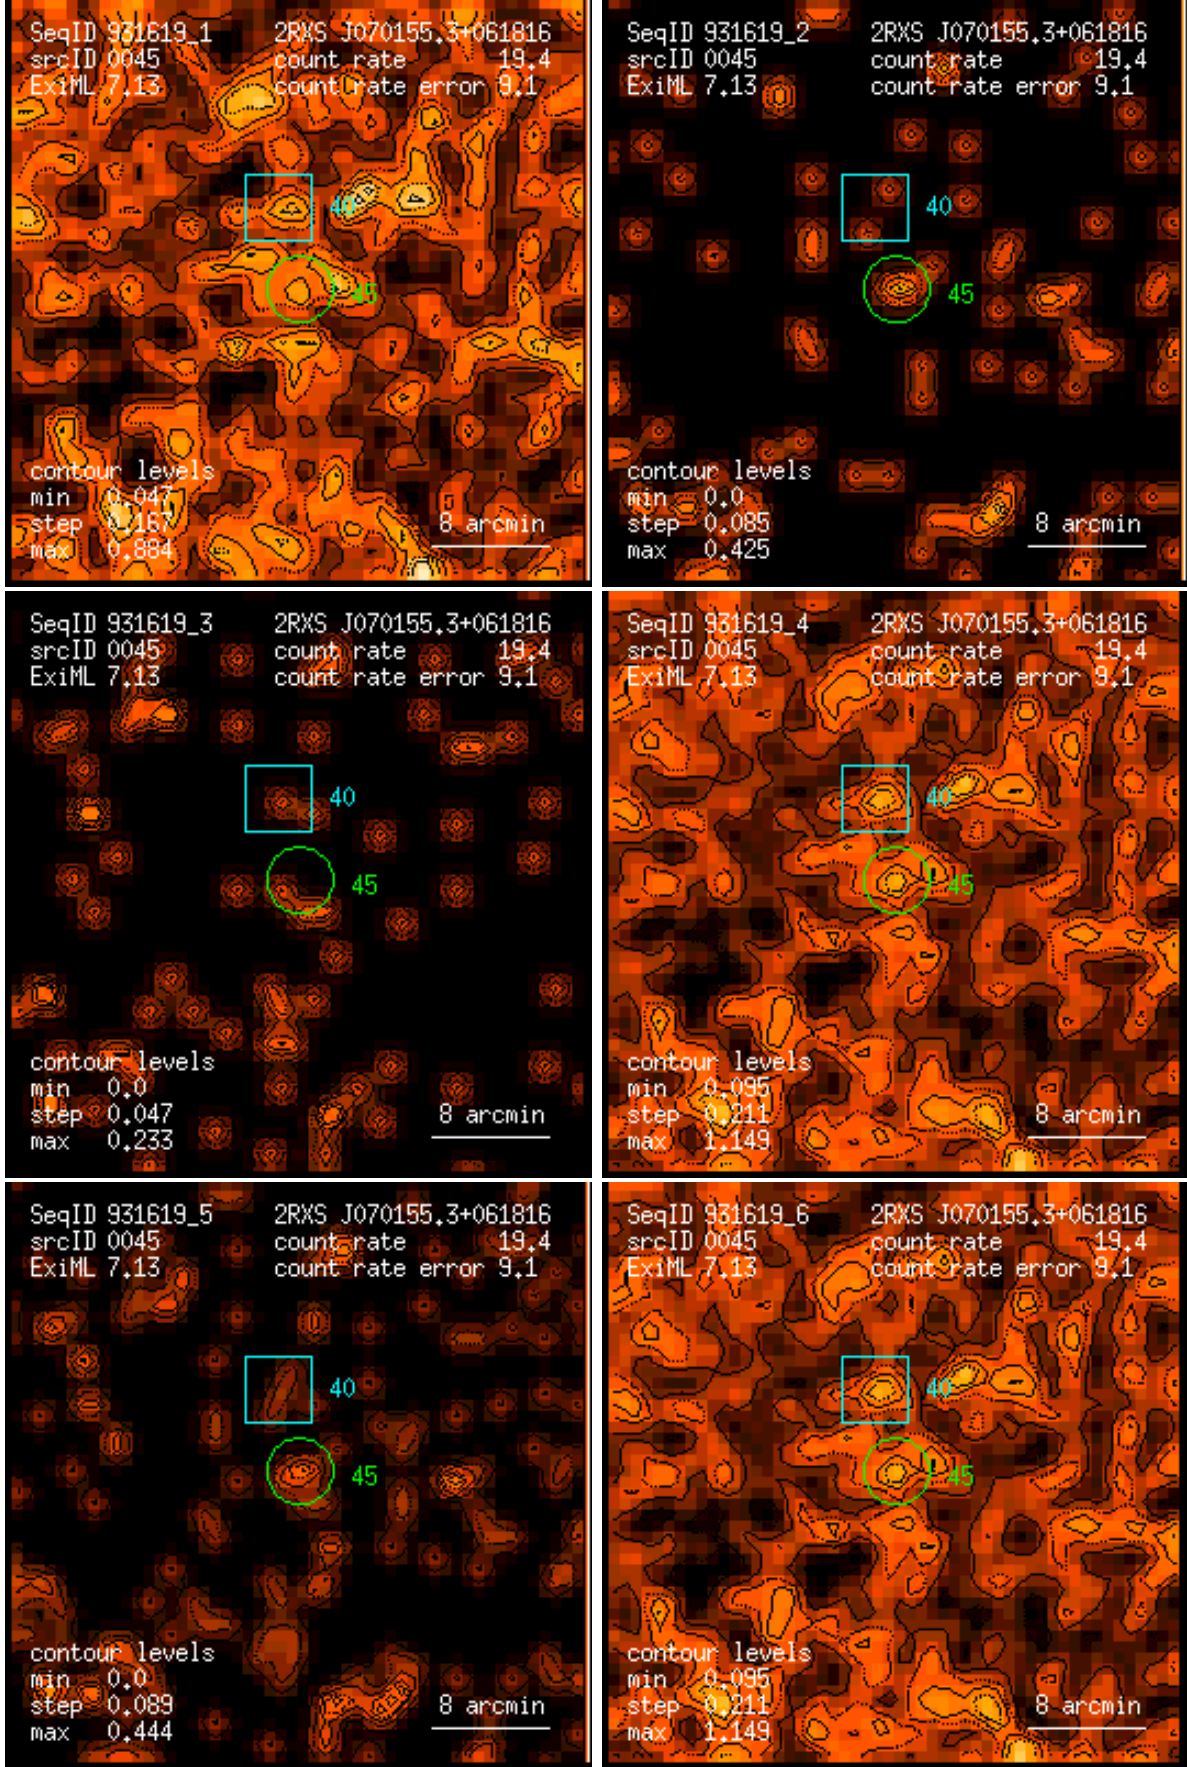 SeqID 931619_1 2RXS J070155.3+061816
srcID 0045 count rate 19.4
ExiML 7.13 count rate error 9.1
40
45
contour levels
min 0.047
step 0.167
max 0.884
8 arcmin
SeqID 931619_2 2RXS J070155.3+061816
srcID 0045 count rate 19.4
ExiML 7.13 count rate error 9.1
40
45
contour levels
min 0.0
step 0.085
max 0.425
8 arcmin
SeqID 931619_3 2RXS J070155.3+061816
srcID 0045 count rate 19.4
ExiML 7.13 count rate error 9.1
40
45
contour levels
min 0.0
step 0.047
max 0.233
8 arcmin
SeqID 931619_4 2RXS J070155.3+061816
srcID 0045 count rate 19.4
ExiML 7.13 count rate error 9.1
40
45
contour levels
min 0.095
step 0.211
max 1.149
8 arcmin
SeqID 931619_5 2RXS J070155.3+061816
srcID 0045 count rate 19.4
ExiML 7.13 count rate error 9.1
40
45
contour levels
min 0.0
step 0.089
max 0.444
8 arcmin
SeqID 931619_6 2RXS J070155.3+061816
srcID 0045 count rate 19.4
ExiML 7.13 count rate error 9.1
40
45
contour levels
min 0.095
step 0.211
max 1.149
8 arcmin